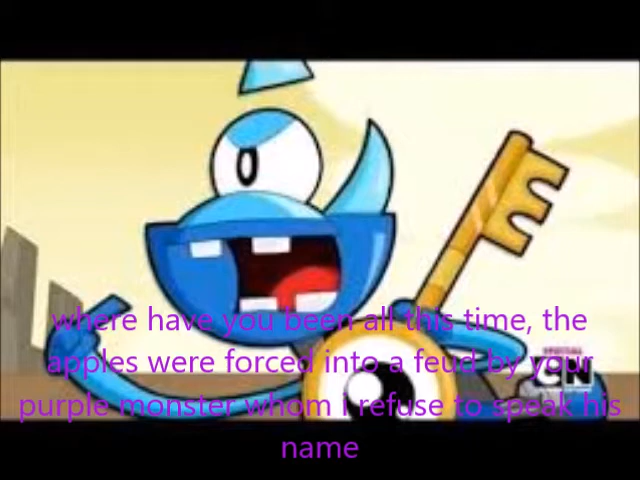 where have you been all this time, the
apples were forced into a feud by your
purple monster whom i refuse to speak his
name
SPECIAL
CN